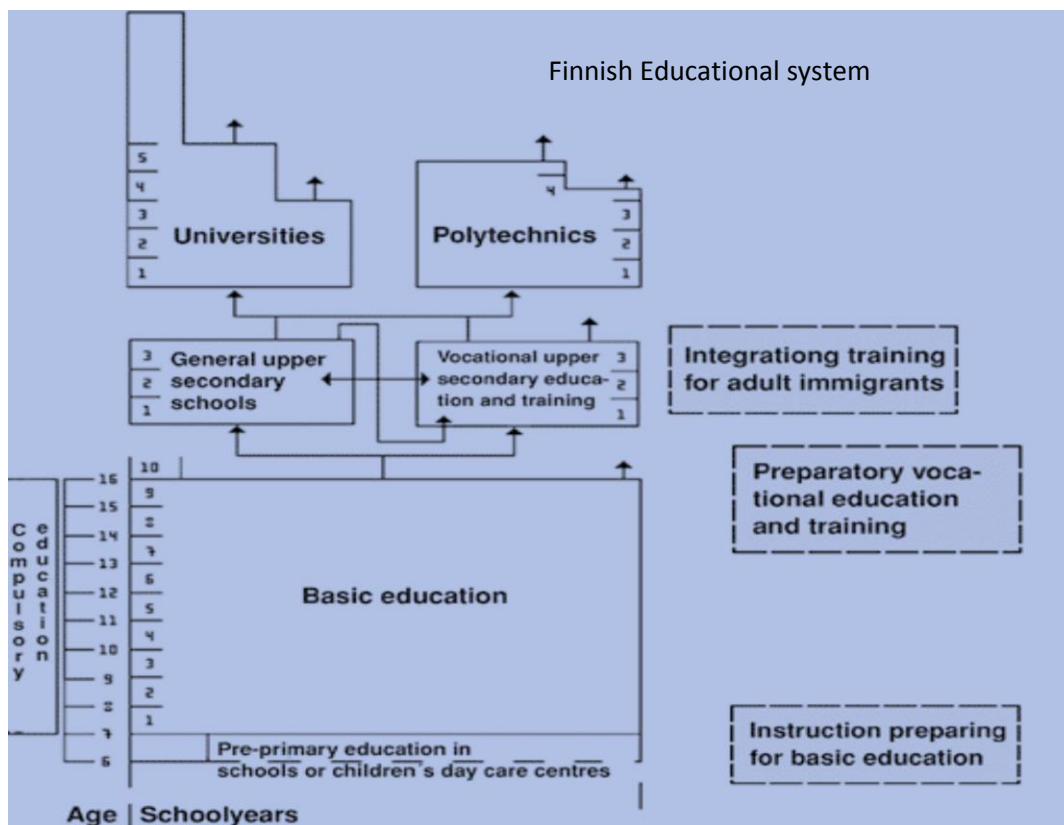 Finnish Educational system
5
4
3
2
1
Universities
4
3
2
1
Polytechnics
3
2
1
General upper
secondary
schools
Vocational upper
secondary educa-
tion and training
3
2
1
Integrationg training
for adult immigrants
Preparatory voca-
tional education
and training
Compulsory
education
16
15
14
13
12
11
10
9
8
7
6
10
9
8
7
6
5
4
3
2
1
Basic education
Pre-primary education in
schools or children's day care centres
Instruction preparing
for basic education
Age Schoolyears